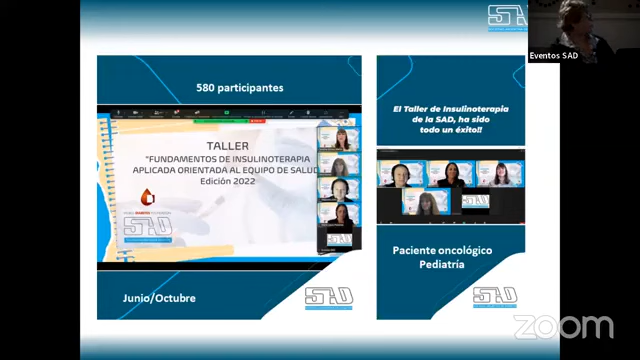 SAD
Eventos SAD
580 participantes
TALLER
"FUNDAMENTOS DE INSULINOTERAPIA
APLICADA ORIENTADA AL EQUIPO DE SALUD
Edición 2022
SAD
Junio/Octubre
SAD
El Taller de Insulinoterapia
de la SAD, ha sido
todo un éxito!!
Paciente oncológico
Pediatría
SAD
zoom